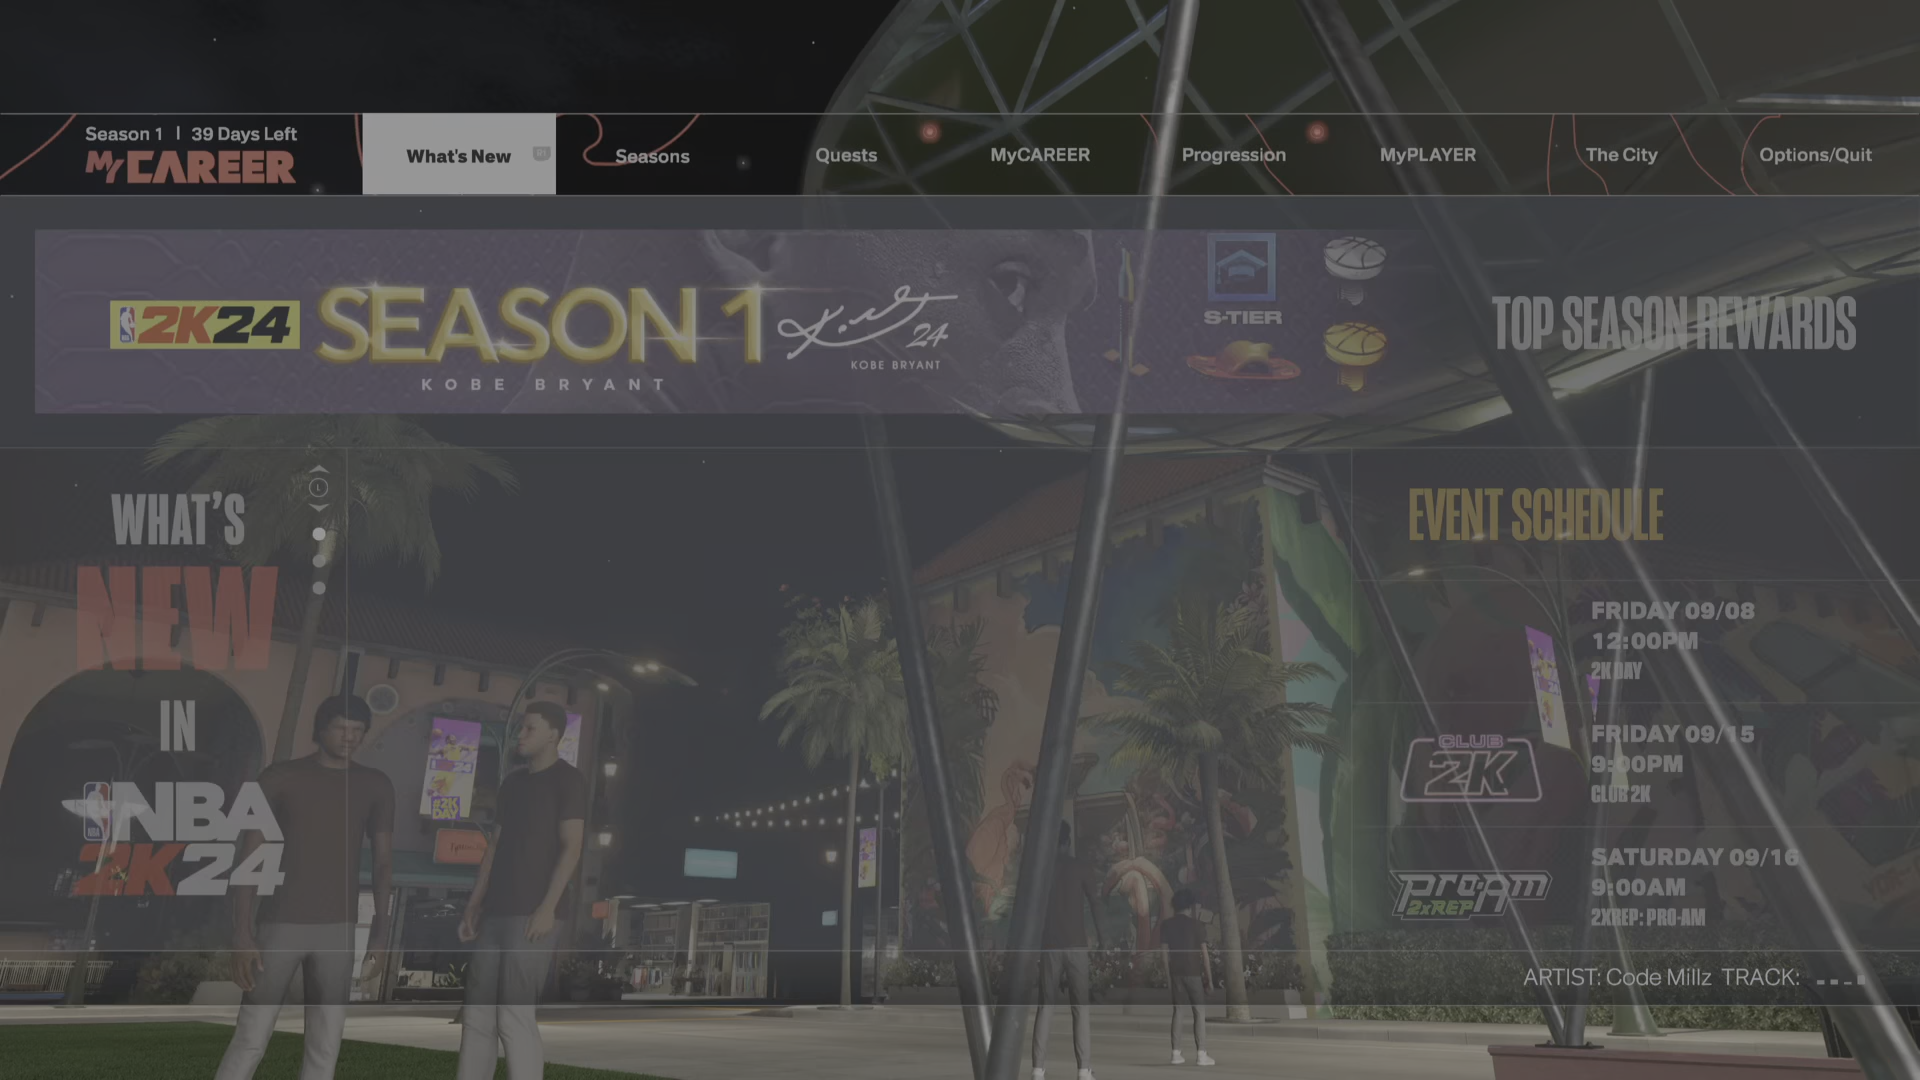 Season 1 | 39 Days Left
MyCAREER
What's New
Seasons
Quests
MyCAREER
Progression
MyPLAYER
The City
Options/Quit
2K24
SEASON 1
24
KOBE BRYANT
KOBE BRYANT
S-TIER
TOP SEASON REWARDS
WHAT'S
NEW
IN
NBA
2K24
EVENT SCHEDULE
FRIDAY 09/08
12:00PM
2K DAY
CLUB
2K
FRIDAY 09/15
9:00PM
CLUB 2K
PRO-AM
2xREP
SATURDAY 09/16
9:00AM
2XREP: PRO-AM
#2K
DAY
ARTIST: Code Millz TRACK: